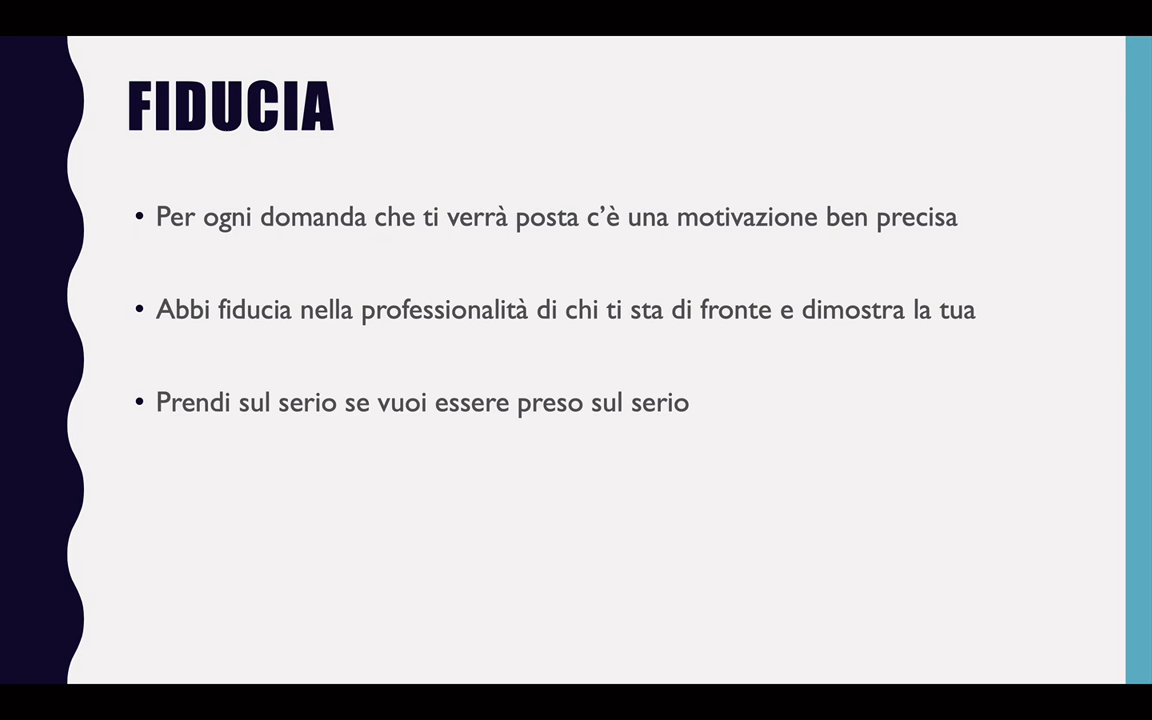 FIDUCIA
• Per ogni domanda che ti verrà posta c’è una motivazione ben precisa
• Abbi fiducia nella professionalità di chi ti sta di fronte e dimostra la tua
• Prendi sul serio se vuoi essere preso sul serio